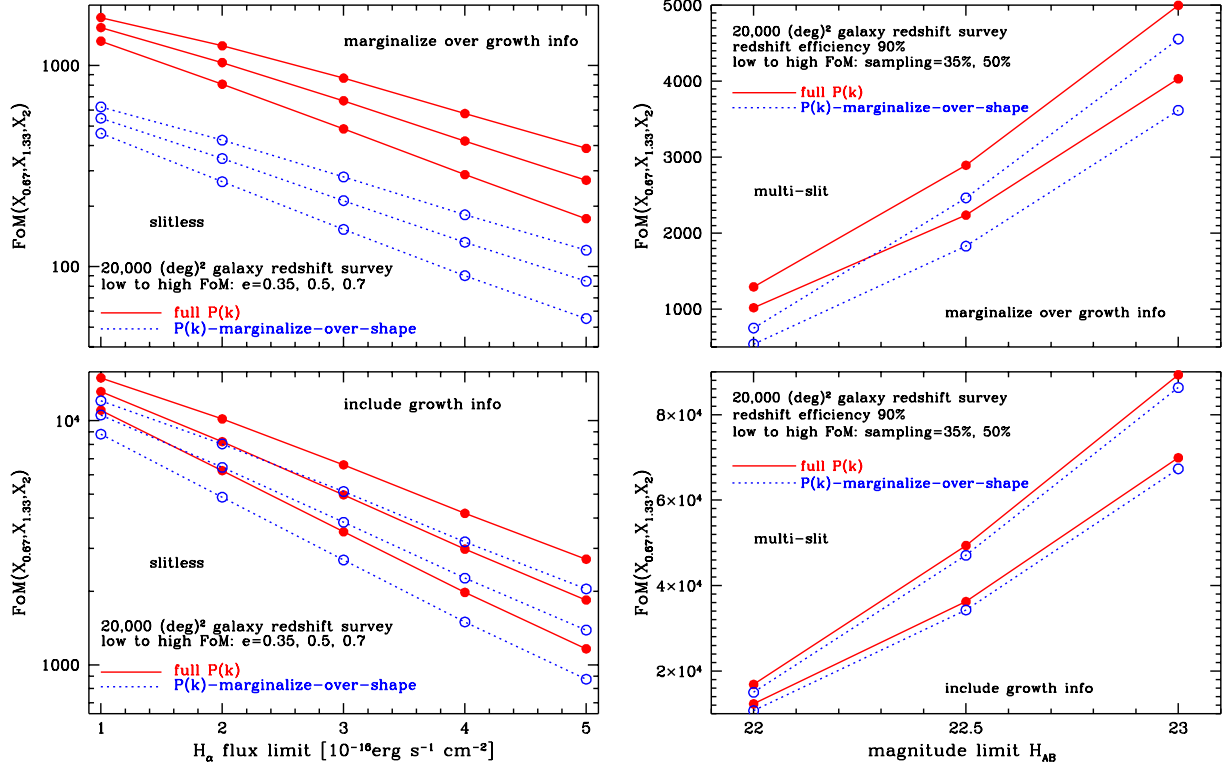 FoM(X0.67,X1.33,X2)
1000
100
marginalize over growth info
slitless
20,000 (deg)² galaxy redshift survey
low to high FoM: e=0.35, 0.5, 0.7
full P(k)
P(k)-marginalize-over-shape
FoM(X0.67,X1.33,X2)
5000
4000
3000
2000
1000
20,000 (deg)² galaxy redshift survey
redshift efficiency 90%
low to high FoM: sampling=35%, 50%
full P(k)
P(k)-marginalize-over-shape
multi-slit
marginalize over growth info
FoM(X0.67,X1.33,X2)
10⁴
1000
include growth info
slitless
20,000 (deg)² galaxy redshift survey
low to high FoM: e=0.35, 0.5, 0.7
full P(k)
P(k)-marginalize-over-shape
1 2 3 4 5
Hα flux limit [10⁻¹⁶erg s⁻¹ cm⁻²]
FoM(X0.67,X1.33,X2)
8×10⁴
6×10⁴
4×10⁴
2×10⁴
20,000 (deg)² galaxy redshift survey
redshift efficiency 90%
low to high FoM: sampling=35%, 50%
full P(k)
P(k)-marginalize-over-shape
multi-slit
include growth info
22 22.5 23
magnitude limit HAB